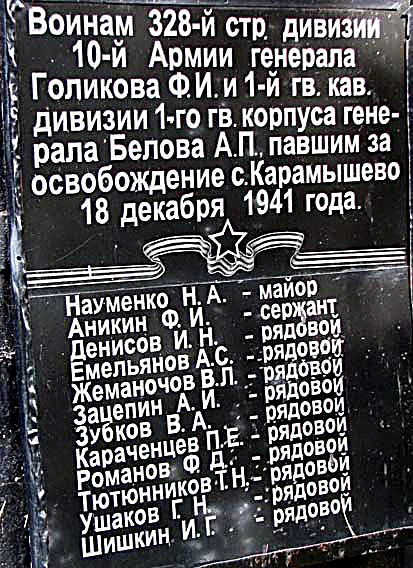 Воинам 328-й стр. дивизии
10-й Армии генерала
Голикова Ф.И. и 1-й гв. кав.
дивизии 1-го гв. корпуса гене-
рала Белова А.П., павшим за
освобождение с.Карамышево
18 декабря 1941 года.
Науменко Н. А. - майор
Аникин Ф. И. - сержант
Денисов И. Н. - рядовой
Емельянов А.С. - рядовой
Жеманочов В.Л. - рядовой
Зацепин А. И. - рядовой
Зубков В. А. - рядовой
Караченцев П.Е. - рядовой
Романов Ф. Д. - рядовой
Тютюнников Т.Н. - рядовой
Ушаков Г. Н. - рядовой
Шишкин И. Г. - рядовой